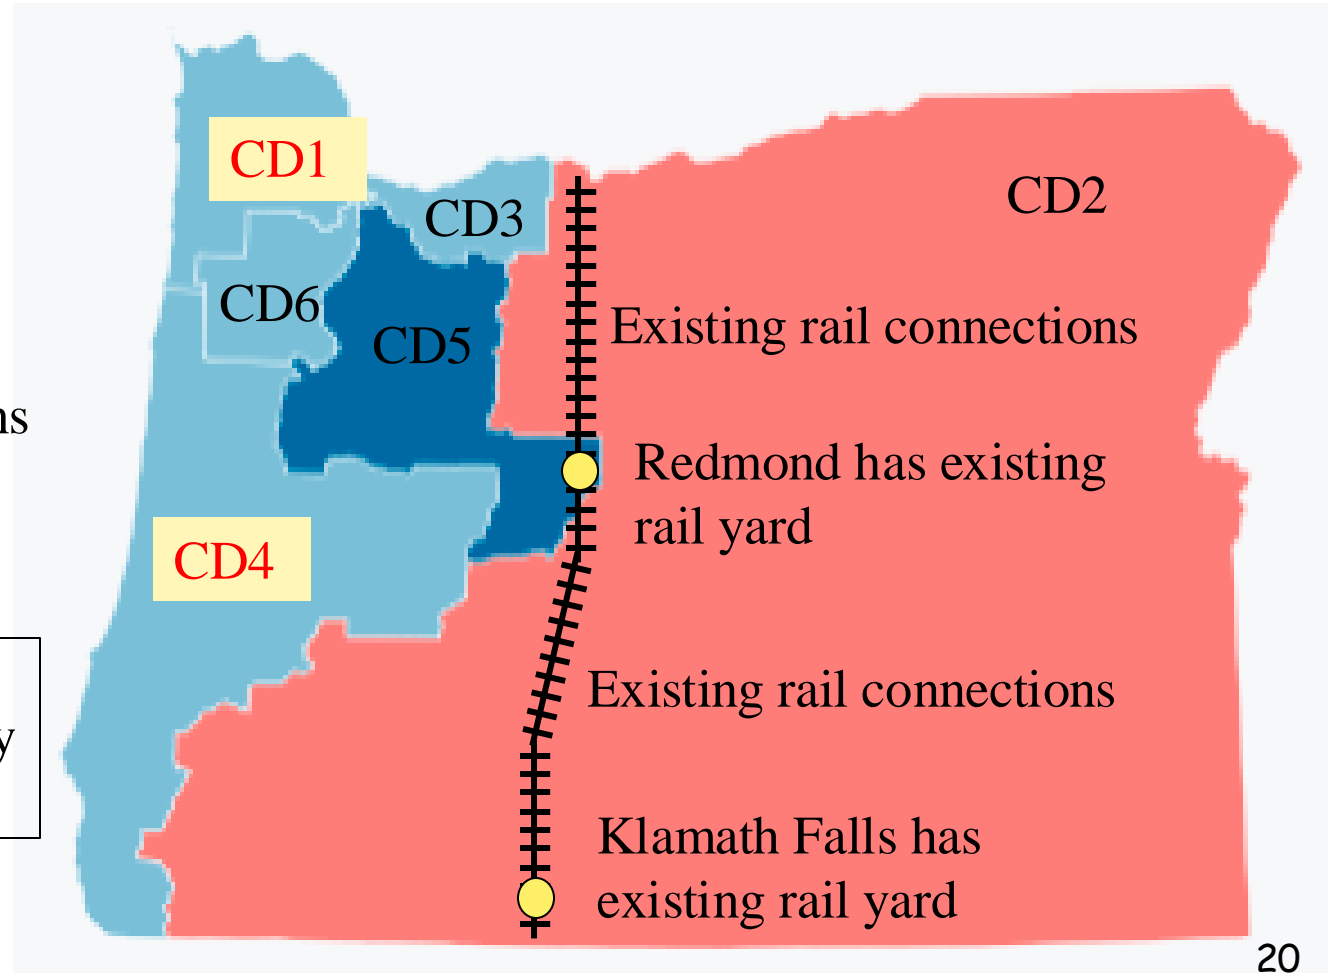 CD1
CD2
CD3
CD6
Existing rail connections
CD5
Redmond has existing
rail yard
CD4
Existing rail connections
Klamath Falls has
existing rail yard
20